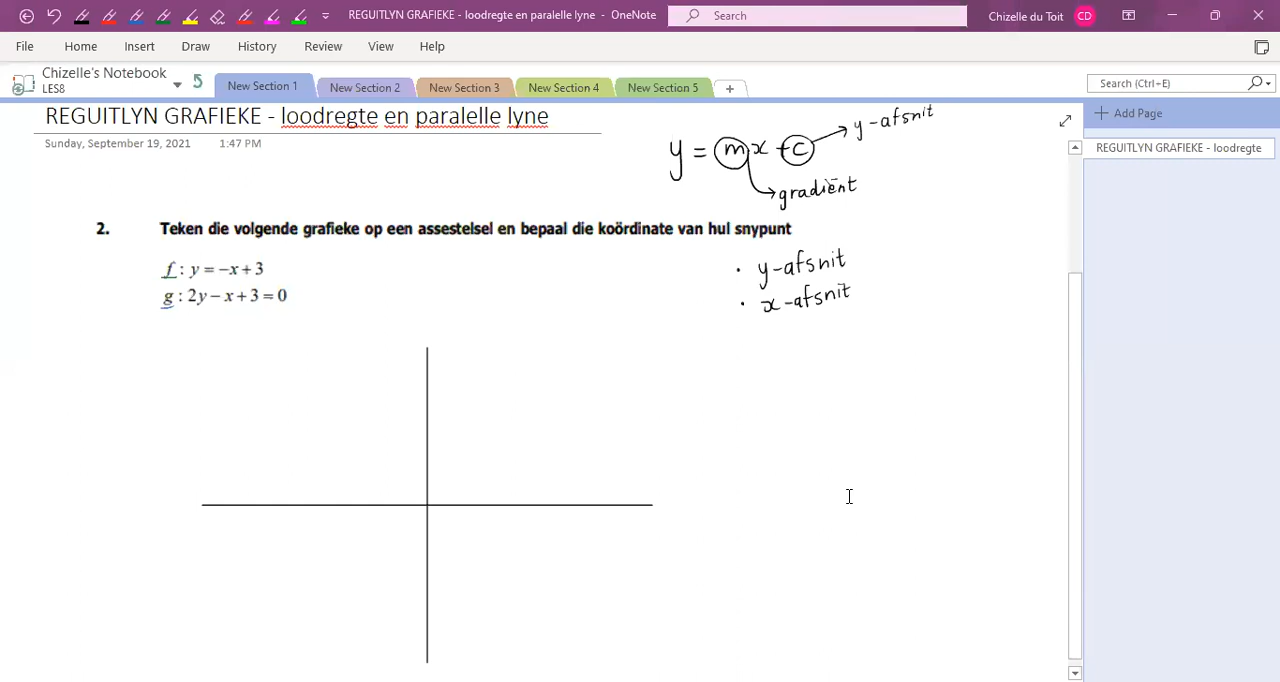 REGUITLYN GRAFIEKE - loodregte en paralelle lyne - OneNote
Search
Chizelle du Toit
CD
File Home Insert Draw History Review View Help
Chizelle's Notebook
LES8
New Section 1 New Section 2 New Section 3 New Section 4 New Section 5 +
Search (Ctrl+E)
REGUITLYN GRAFIEKE - loodregte en paralelle lyne
Sunday, September 19, 2021 1:47 PM
+ Add Page
REGUITLYN GRAFIEKE - loodregte
y = mx + c
y-afsnit
gradiënt
2. Teken die volgende grafieke op een assestelsel en bepaal die koördinate van hul snypunt
f : y = −x + 3
g : 2y − x + 3 = 0
· y-afsnit
· x-afsnit